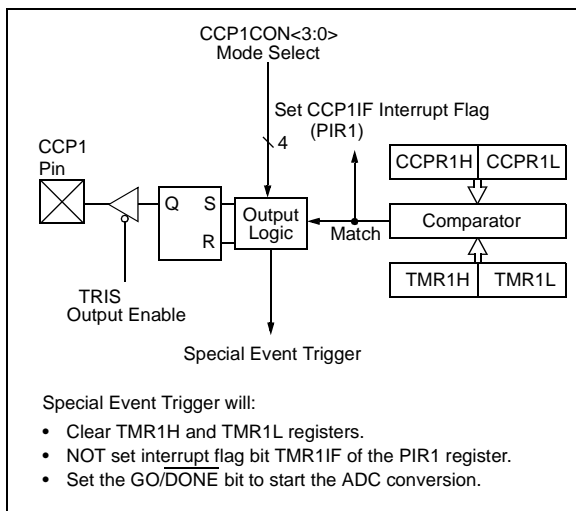 CCP1CON<3:0>
Mode Select
Set CCP1IF Interrupt Flag
(PIR1)
4
CCP1
Pin
CCPR1H CCPR1L
Q S
R
Output
Logic
Match
Comparator
TRIS
Output Enable
TMR1H TMR1L
Special Event Trigger
Special Event Trigger will:
• Clear TMR1H and TMR1L registers.
• NOT set interrupt flag bit TMR1IF of the PIR1 register.
• Set the GO/DONE bit to start the ADC conversion.